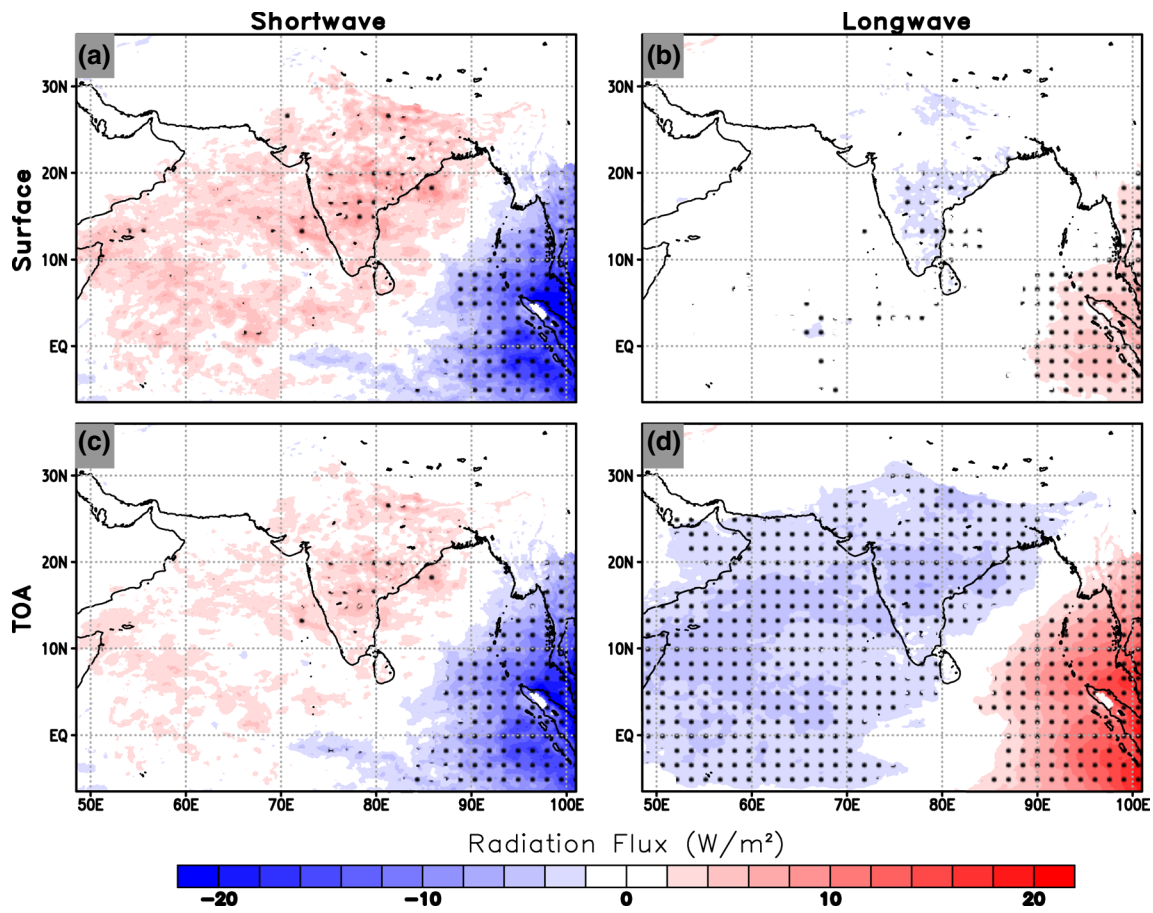 Shortwave Longwave
(a) (b)
30N 30N
20N 20N
Surface
10N 10N
EQ EQ
(c) (d)
30N 30N
20N 20N
TOA
10N 10N
EQ EQ
50E 60E 70E 80E 90E 100E 50E 60E 70E 80E 90E 100E
Radiation Flux (W/m²)
−20 −10 0 10 20